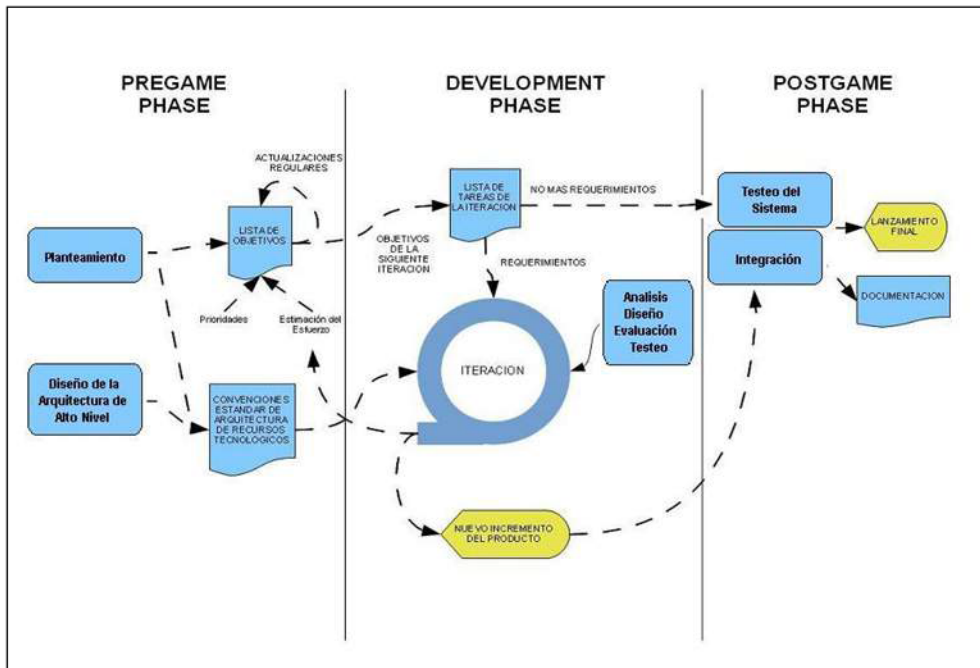 PREGAME
PHASE
DEVELOPMENT
PHASE
POSTGAME
PHASE
ACTUALIZACIONES
REGULARES
LISTA DE
OBJETIVOS
Planteamiento
Prioridades
Estimación del
Esfuerzo
Diseño de la
Arquitectura de
Alto Nivel
CONVENCIONES
ESTANDAR DE
ARQUITECTURA
DE RECURSOS
TECNOLOGICOS
LISTA DE
TAREAS DE
LA ITERACION
NO MAS REQUERIMIENTOS
OBJETIVOS
DE LA
SIGUIENTE
ITERACION
REQUERIMIENTOS
Analisis
Diseño
Evaluación
Testeo
ITERACION
NUEVO INCREMENTO
DEL PRODUCTO
Testeo del
Sistema
Integración
LANZAMIENTO
FINAL
DOCUMENTACION